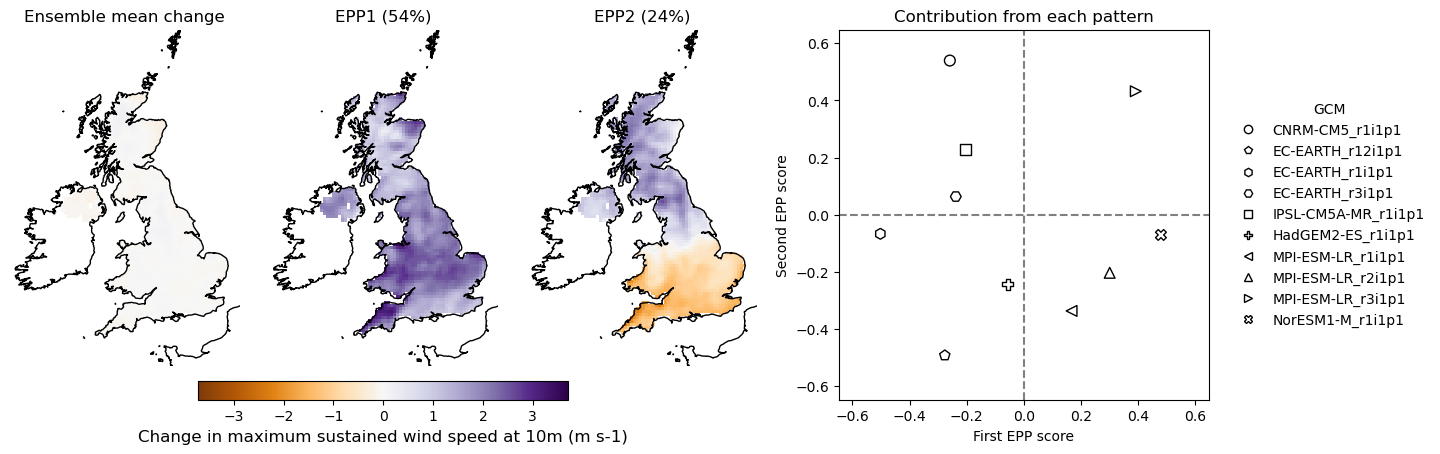 Ensemble mean change
EPP1 (54%)
EPP2 (24%)
−3 −2 −1 0 1 2 3
Change in maximum sustained wind speed at 10m (m s-1)
Contribution from each pattern
Second EPP score
0.6
0.4
0.2
0.0
−0.2
−0.4
−0.6
−0.6 −0.4 −0.2 0.0 0.2 0.4 0.6
First EPP score
GCM
CNRM-CM5_r1i1p1
EC-EARTH_r12i1p1
EC-EARTH_r1i1p1
EC-EARTH_r3i1p1
IPSL-CM5A-MR_r1i1p1
HadGEM2-ES_r1i1p1
MPI-ESM-LR_r1i1p1
MPI-ESM-LR_r2i1p1
MPI-ESM-LR_r3i1p1
NorESM1-M_r1i1p1